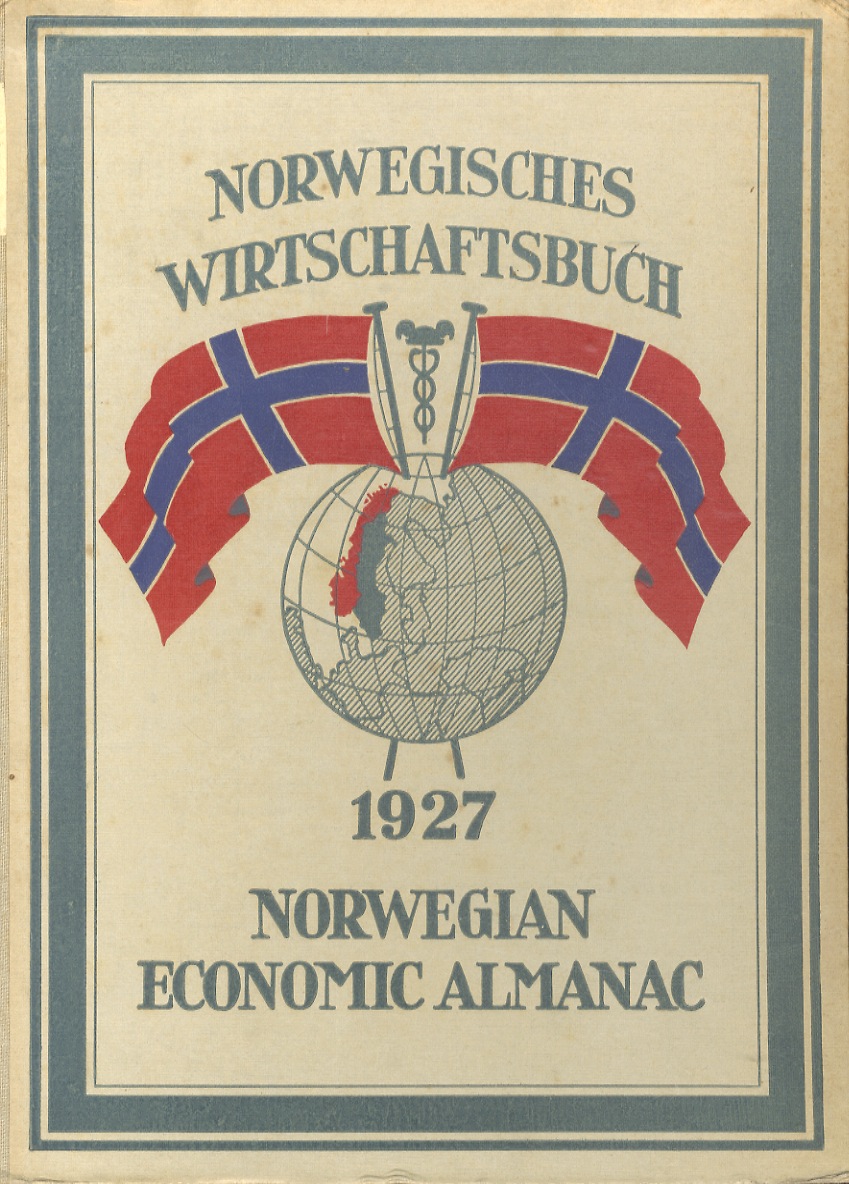 NORWEGISCHES
WIRTSCHAFTSBUCH
1927
NORWEGIAN
ECONOMIC ALMANAC